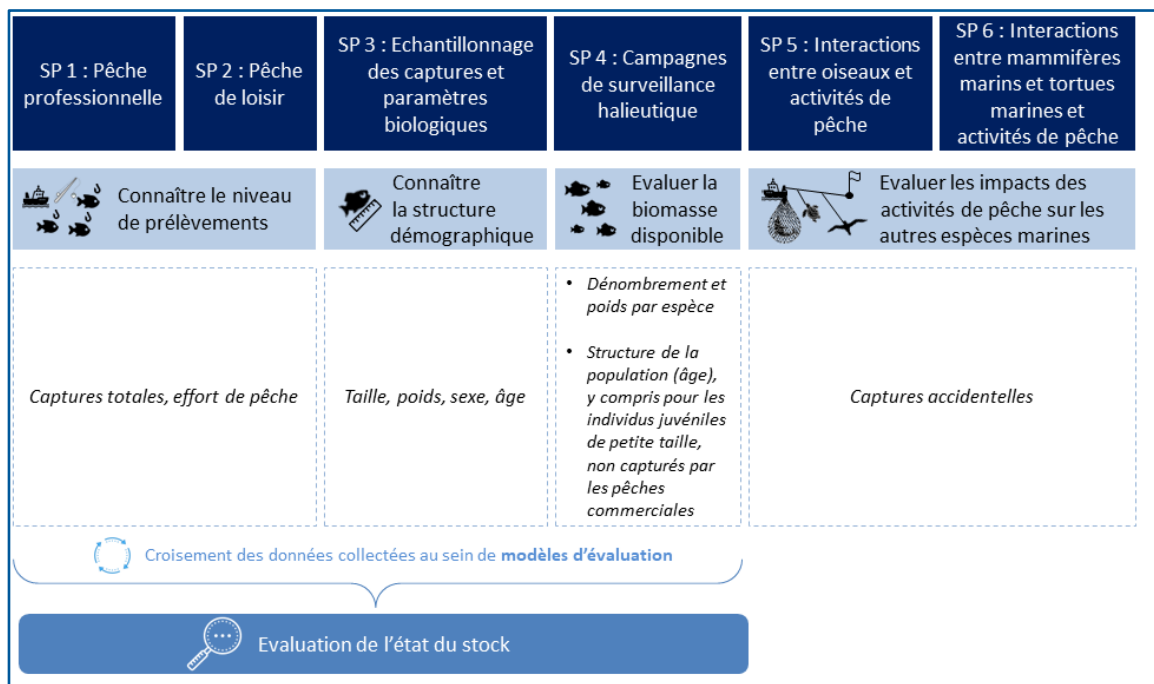 SP 1 : Pêche
professionnelle
SP 2 : Pêche
de loisir
SP 3 : Echantillonnage
des captures et
paramètres
biologiques
SP 4 : Campagnes
de surveillance
halieutique
SP 5 : Interactions
entre oiseaux et
activités de
pêche
SP 6 : Interactions
entre mammifères
marins et tortues
marines et
activités de pêche
Connaître le niveau
de prélèvements
Connaître
la structure
démographique
Evaluer la
biomasse
disponible
Evaluer les impacts des
activités de pêche sur les
autres espèces marines
Captures totales, effort de pêche
Taille, poids, sexe, âge
• Dénombrement et
poids par espèce
• Structure de la
population (âge),
y compris pour les
individus juvéniles
de petite taille,
non capturés par
les pêches
commerciales
Captures accidentelles
Croisement des données collectées au sein de modèles d'évaluation
Evaluation de l'état du stock